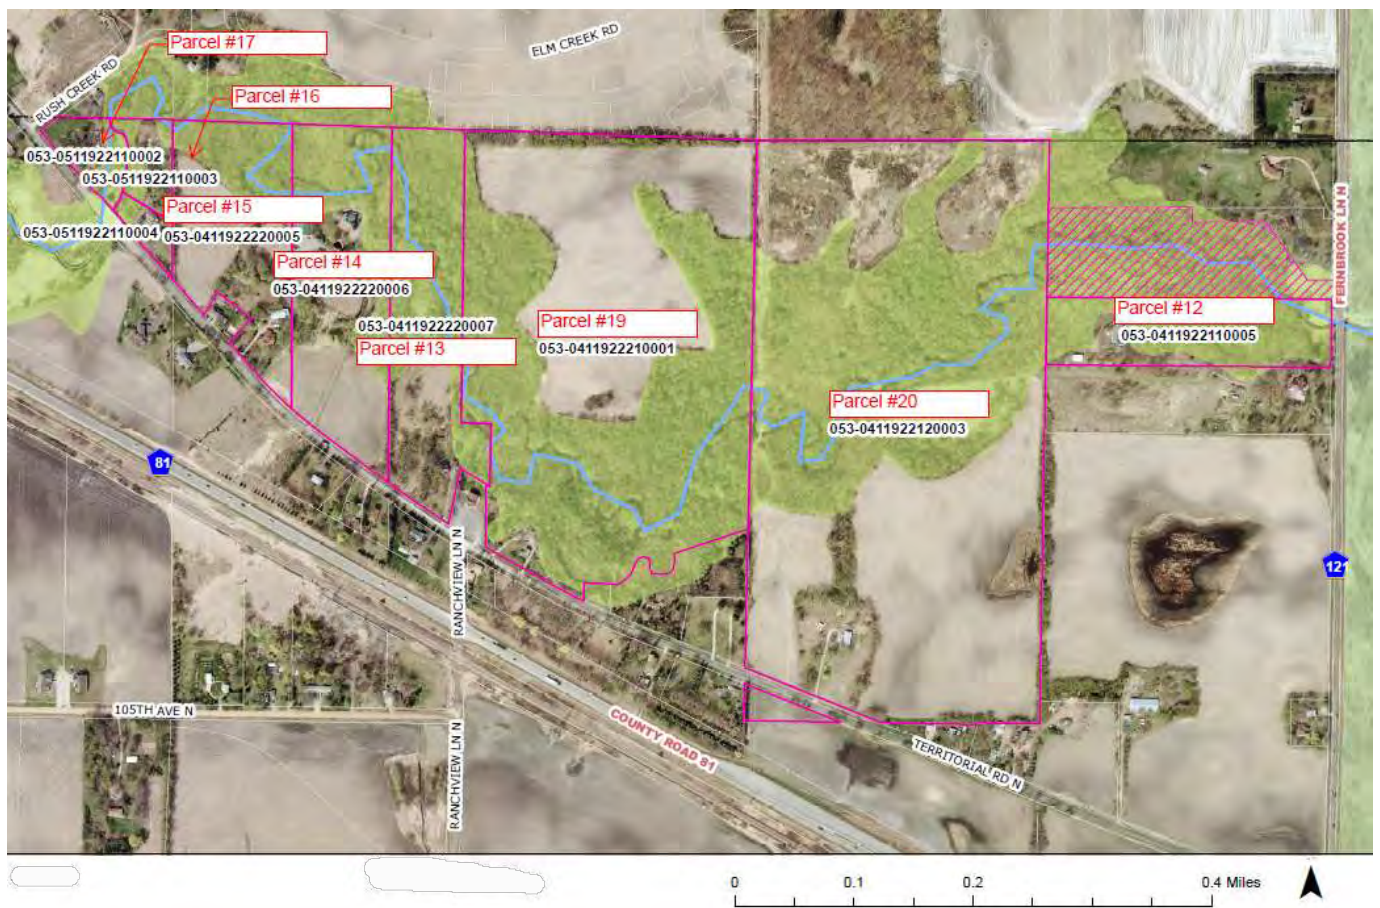 Parcel #17
ELM CREEK RD
RUSH CREEK RD
Parcel #16
053-0511922110002
053-0511922110003
Parcel #15
053-0511922110004
053-0411922220005
Parcel #14
053-0411922220006
FERNBROOK LN N
Parcel #12
053-0411922110005
053-0411922220007
Parcel #13
Parcel #19
053-0411922210001
Parcel #20
053-0411922120003
81
121
RANCHVIEW LN N
105TH AVE N
COUNTY ROAD 81
RANCHVIEW LN N
TERRITORIAL RD N
0 0.1 0.2 0.4 Miles